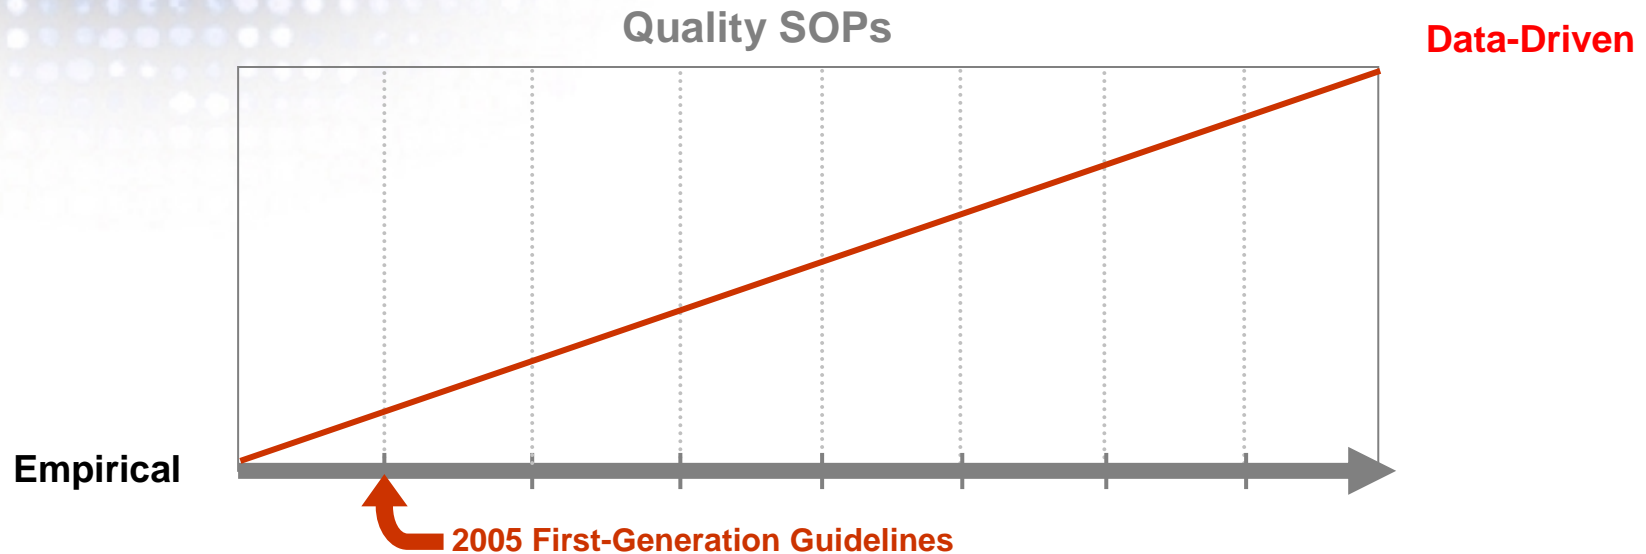 Quality SOPs
Data-Driven
Empirical
2005 First-Generation Guidelines